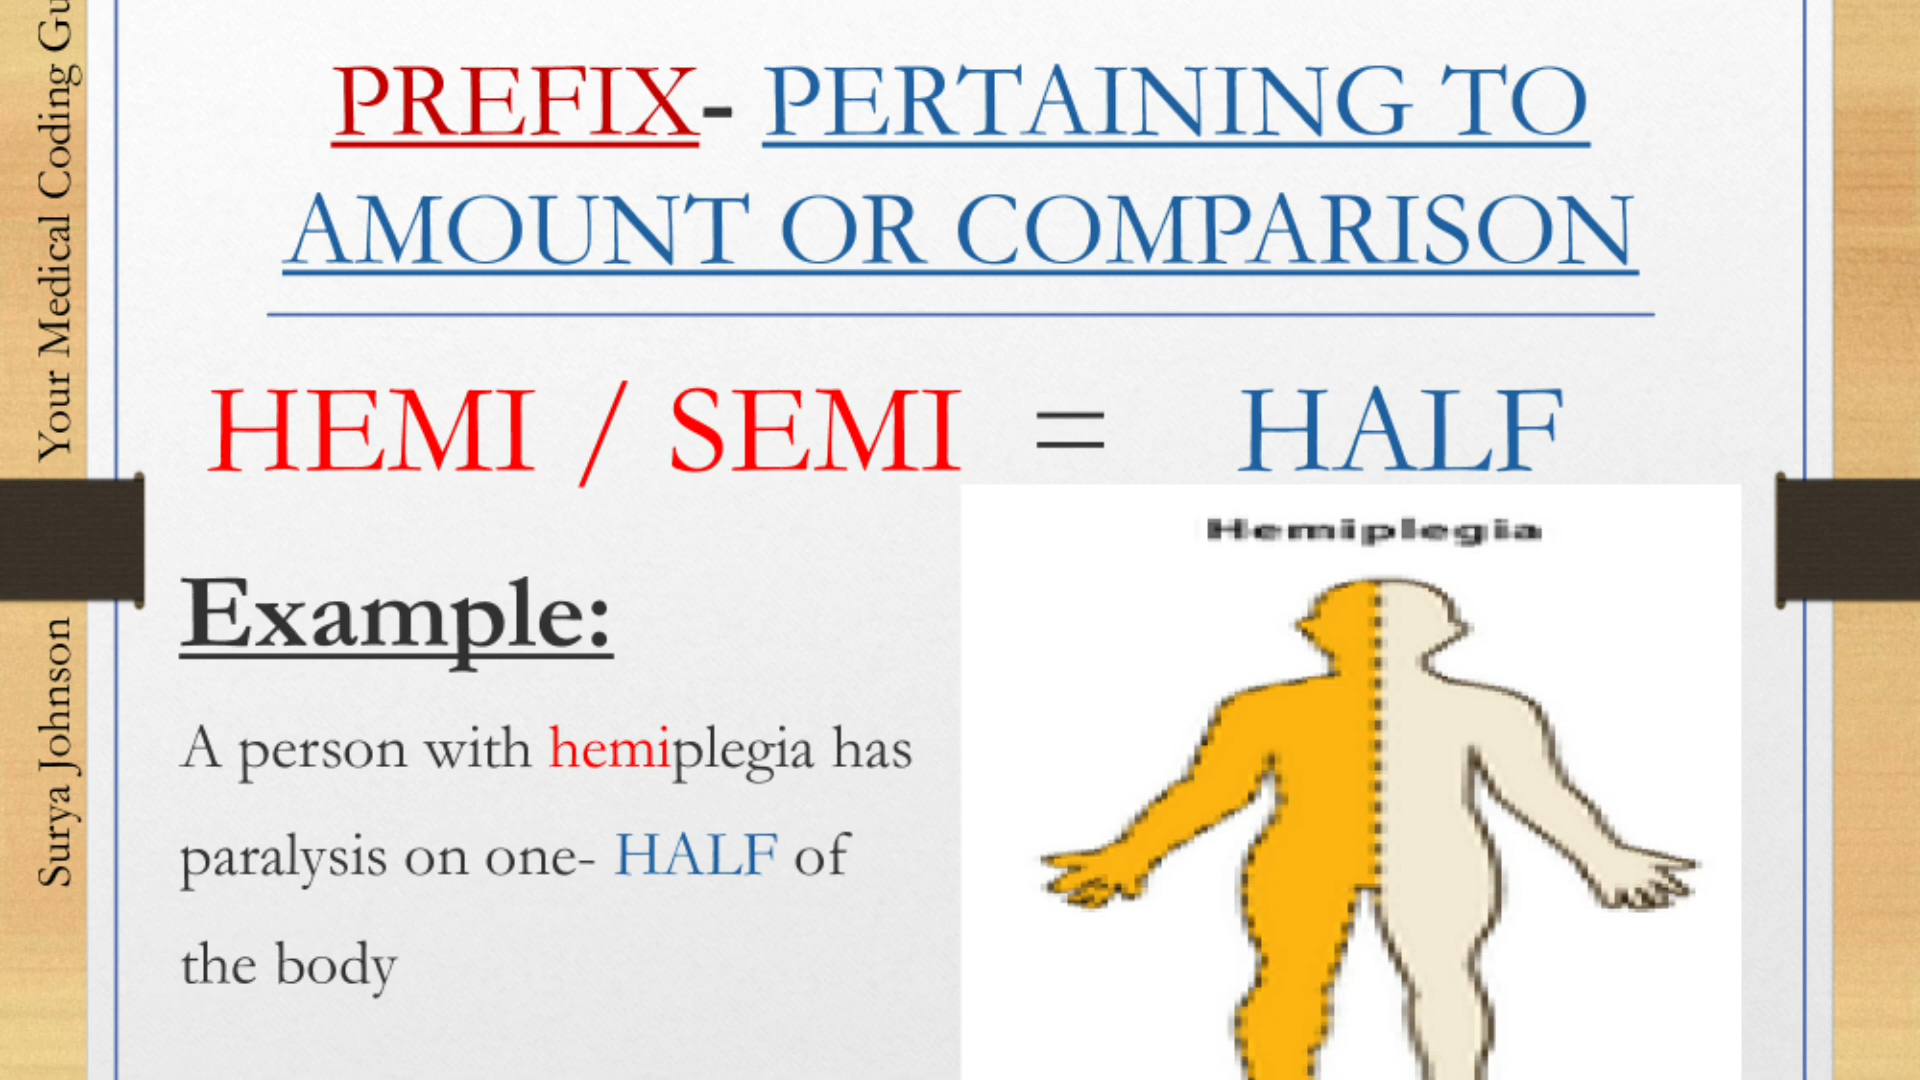 PREFIX- PERTAINING TO
AMOUNT OR COMPARISON
HEMI / SEMI = HALF
Hemiplegia
Example:
A person with hemiplegia has
paralysis on one- HALF of
the body
Surya Johnson Your Medical Coding